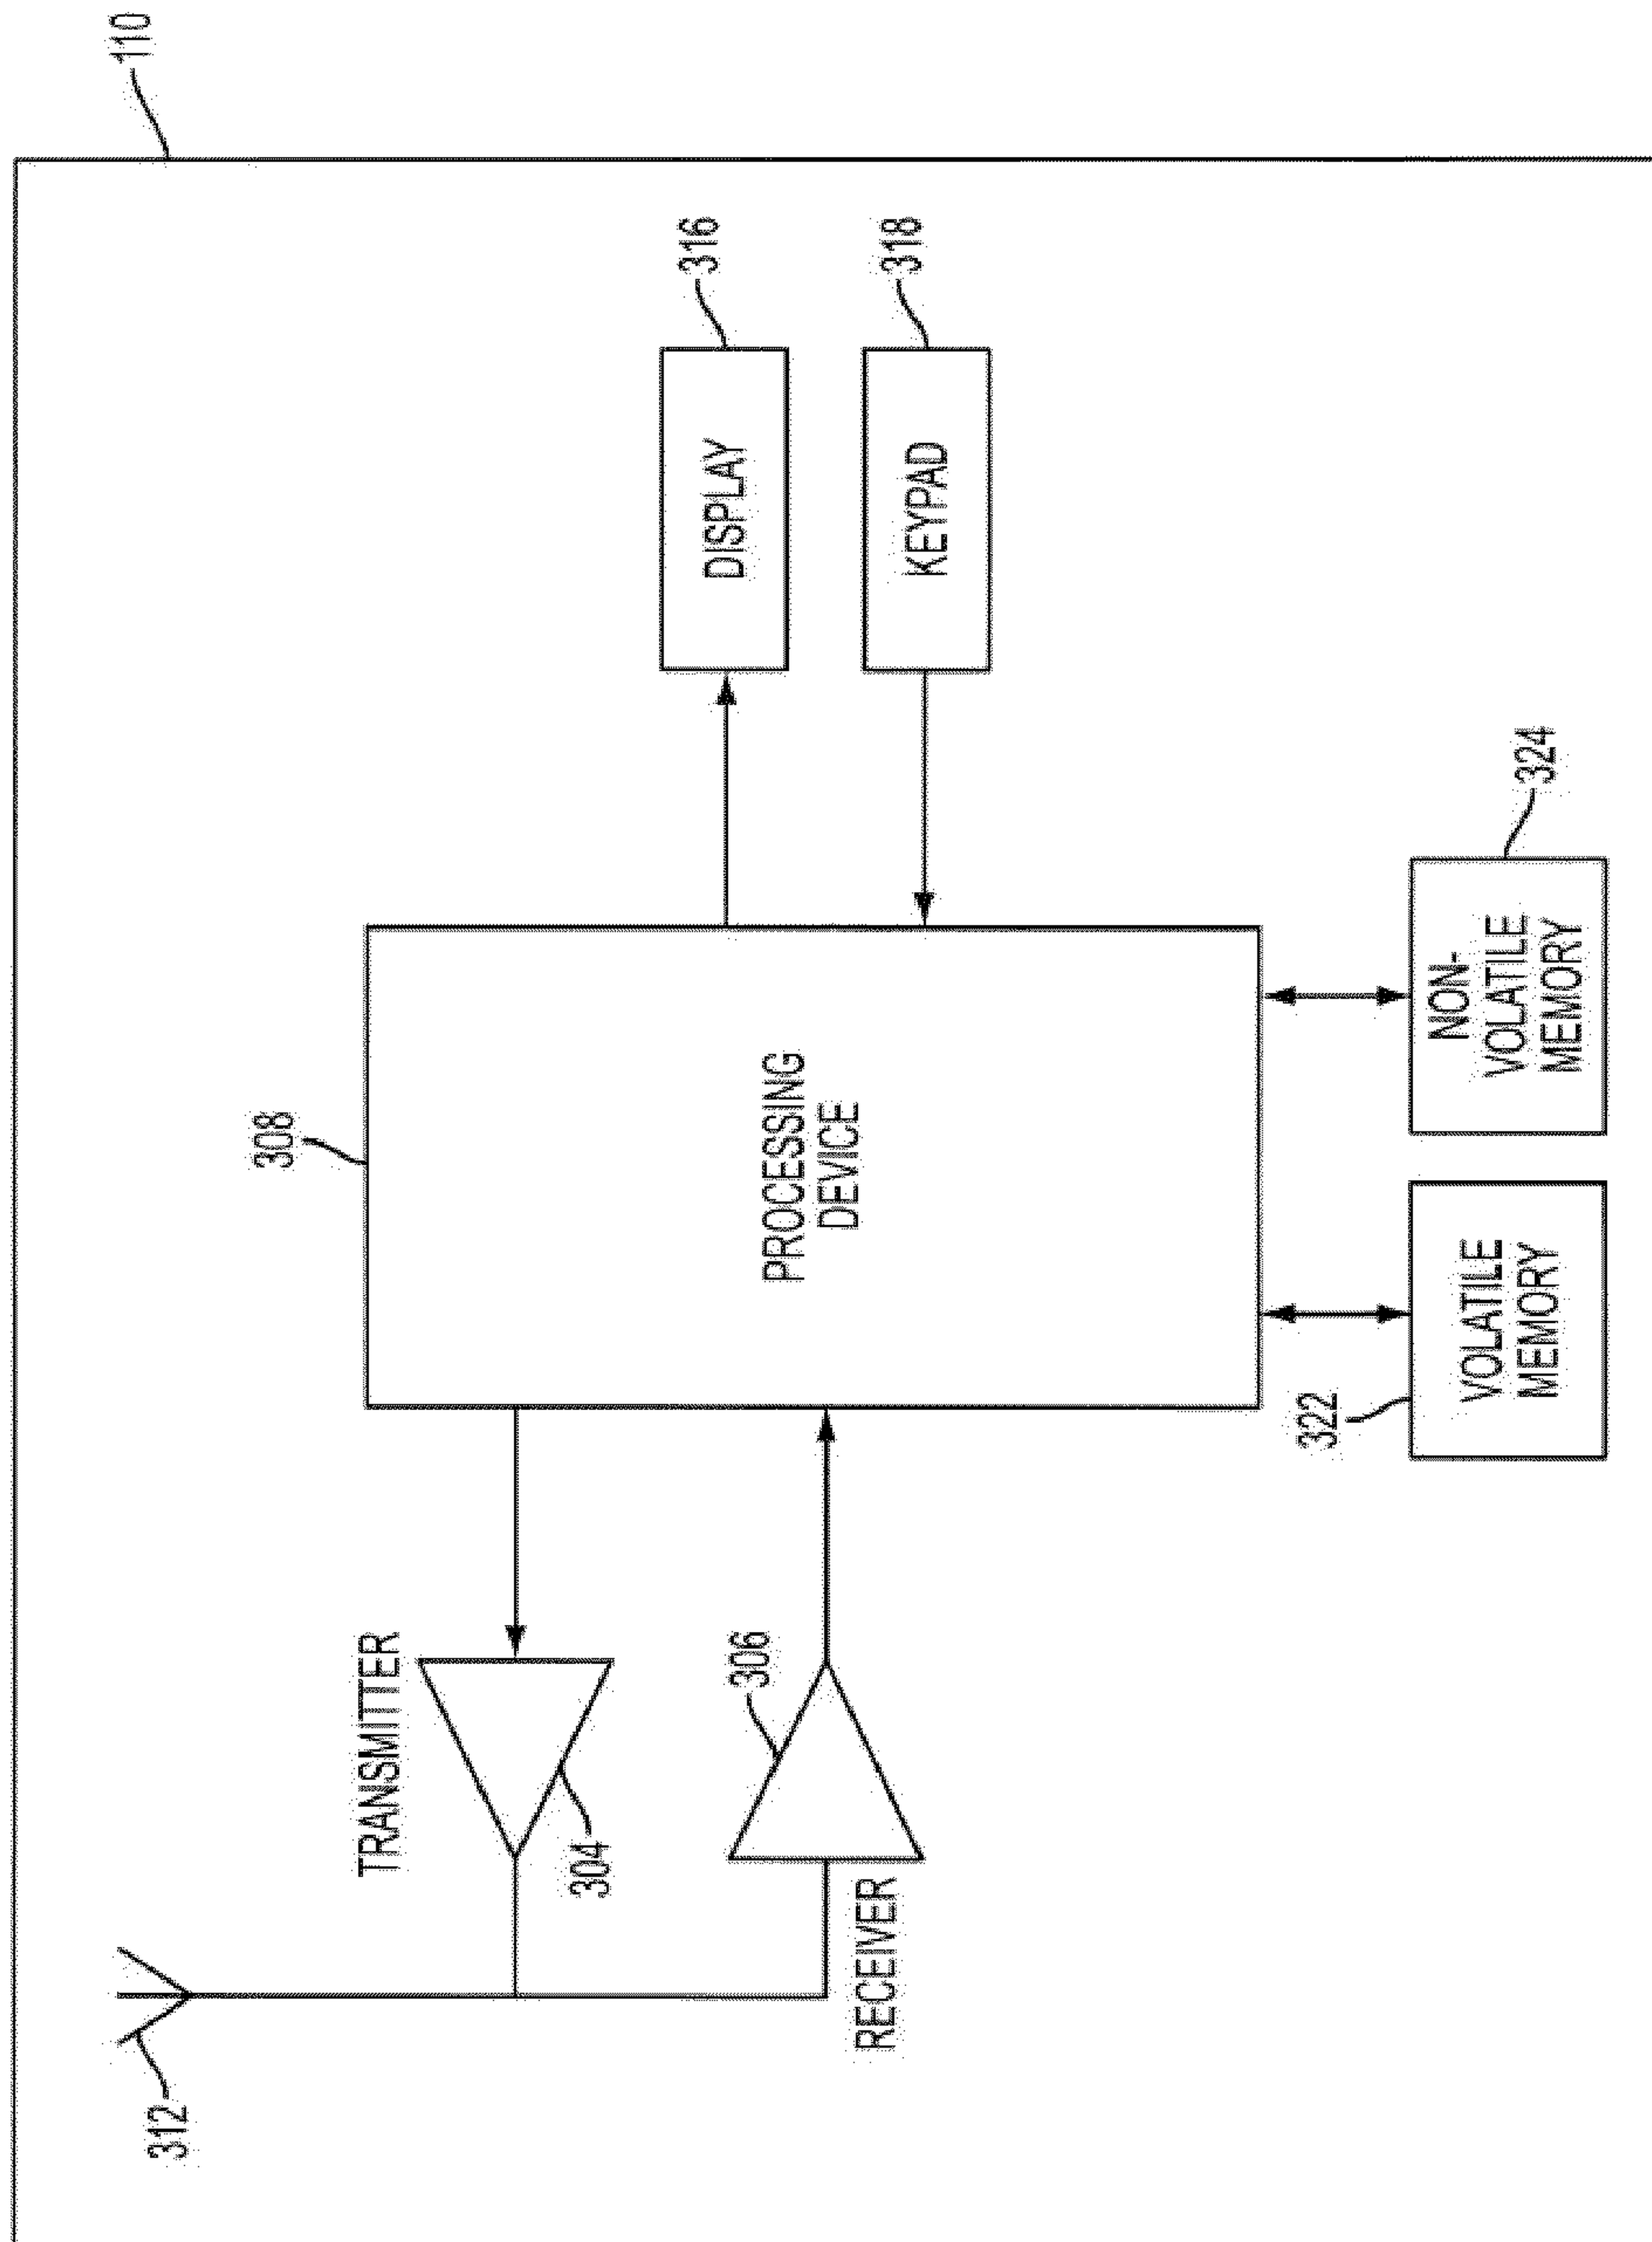 110
312
TRANSMITTER
304
306
RECEIVER
308
PROCESSING
DEVICE
316
DISPLAY
318
KEYPAD
322
VOLATILE
MEMORY
324
NON-
VOLATILE
MEMORY